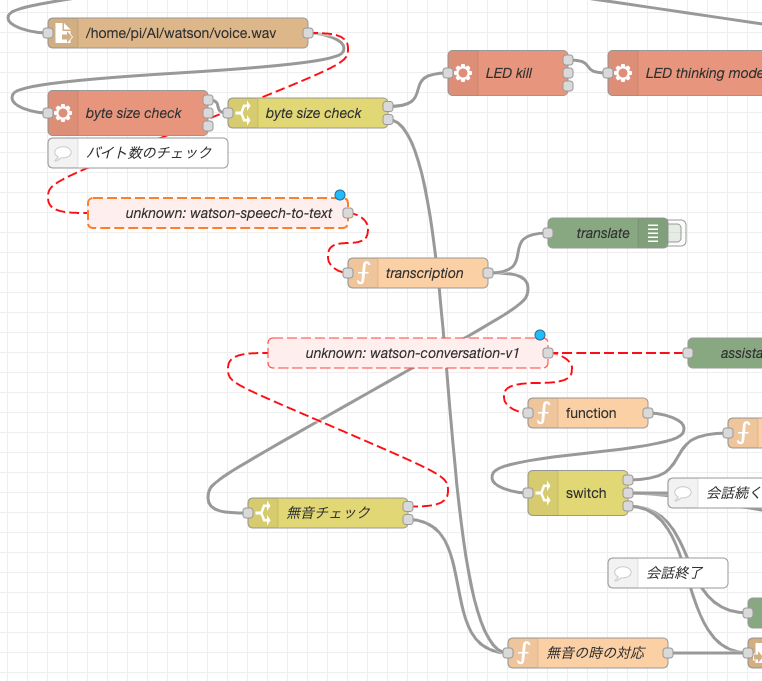 /home/pi/AI/watson/voice.wav
LED kill
LED thinking mode
byte size check
byte size check
バイト数のチェック
unknown: watson-speech-to-text
translate
transcription
unknown: watson-conversation-v1
assista
function
switch
会話続く
無音チェック
会話終了
無音の時の対応